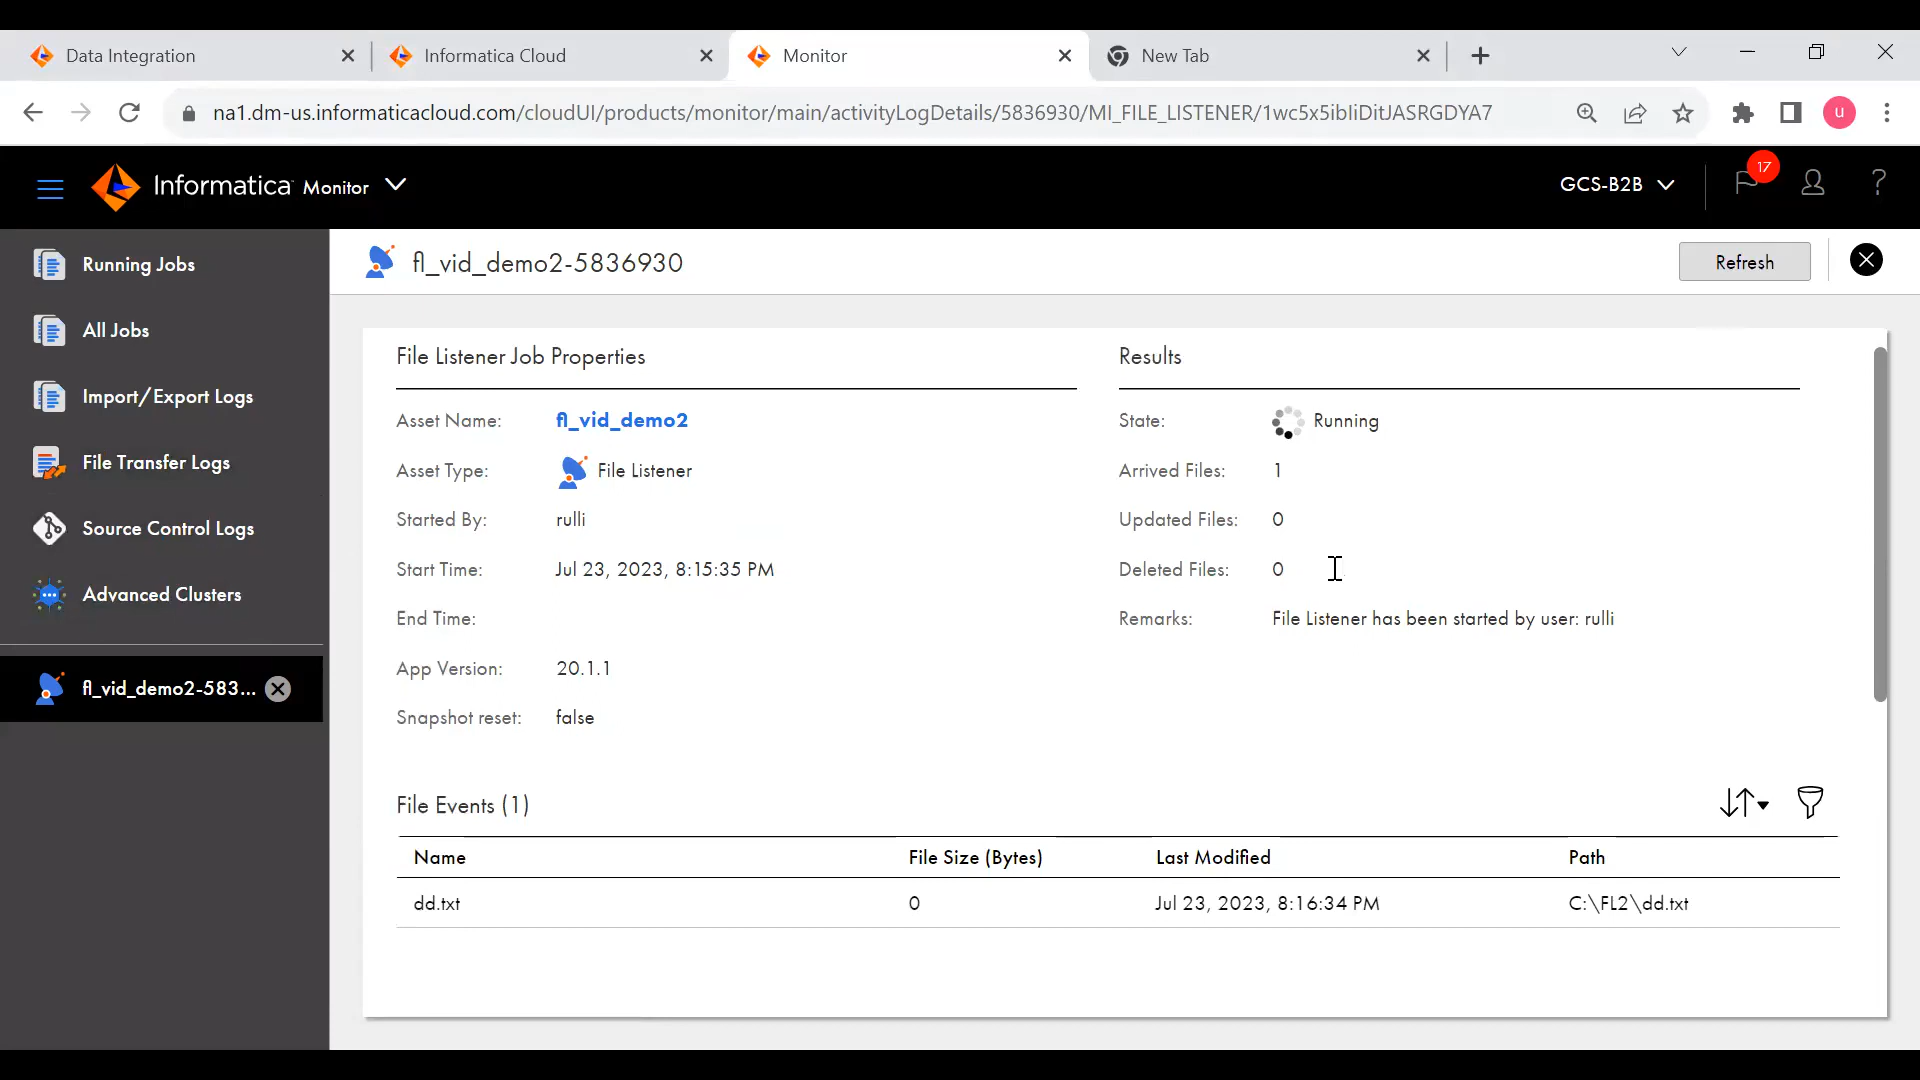 Data Integration
Informatica Cloud
Monitor
New Tab
na1.dm-us.informaticacloud.com/cloudUI/products/monitor/main/activityLogDetails/5836930/MI_FILE_LISTENER/1wc5x5ibIiDitJASRGDYA7
u
Informatica Monitor
GCS-B2B
17
?
Running Jobs
All Jobs
Import/Export Logs
File Transfer Logs
Source Control Logs
Advanced Clusters
fl_vid_demo2-583...
fl_vid_demo2-5836930
Refresh
File Listener Job Properties
Asset Name: fl_vid_demo2
Asset Type: File Listener
Started By: rulli
Start Time: Jul 23, 2023, 8:15:35 PM
End Time:
App Version: 20.1.1
Snapshot reset: false
Results
State: Running
Arrived Files: 1
Updated Files: 0
Deleted Files: 0
Remarks: File Listener has been started by user: rulli
File Events (1)
Name File Size (Bytes) Last Modified Path
dd.txt 0 Jul 23, 2023, 8:16:34 PM C:\FL2\dd.txt